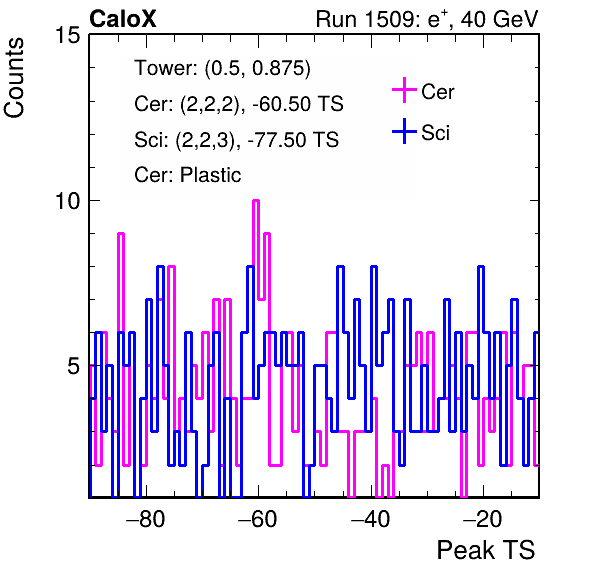 CaloX Run 1509: e⁺, 40 GeV
15
Counts
Tower: (0.5, 0.875)
Cer: (2,2,2), -60.50 TS
Sci: (2,2,3), -77.50 TS
Cer: Plastic
Cer
Sci
10
5
−80 −60 −40 −20
Peak TS